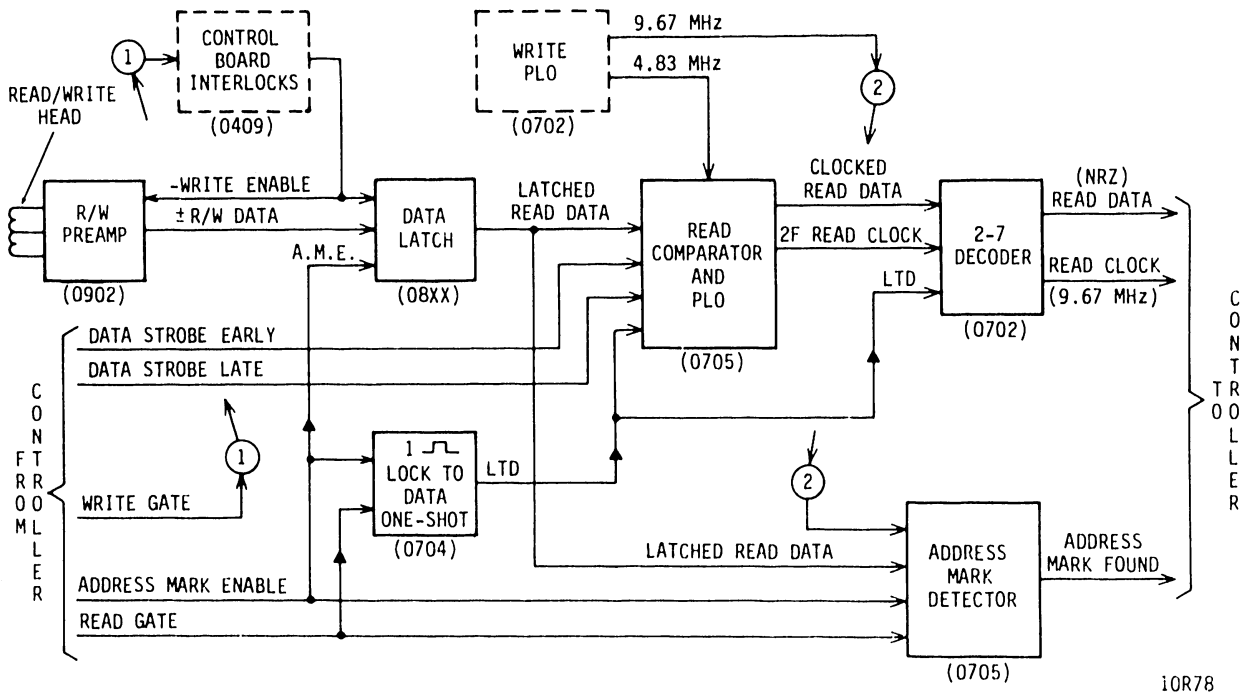 CONTROL
BOARD
INTERLOCKS
(0409)
1
WRITE
PLO
(0702)
9.67 MHz
4.83 MHz
2
READ/WRITE
HEAD
R/W
PREAMP
(0902)
-WRITE ENABLE
± R/W DATA
A.M.E.
DATA
LATCH
(08XX)
LATCHED
READ DATA
READ
COMPARATOR
AND
PLO
(0705)
CLOCKED
READ DATA
2F READ CLOCK
LTD
2-7
DECODER
(0702)
(NRZ)
READ DATA
READ CLOCK
(9.67 MHz)
TO
CONTROLLER
FROM
CONTROLLER
DATA STROBE EARLY
DATA STROBE LATE
1
WRITE GATE
ADDRESS MARK ENABLE
READ GATE
1
LOCK TO
DATA
ONE-SHOT
(0704)
LTD
2
LATCHED READ DATA
ADDRESS
MARK
DETECTOR
(0705)
ADDRESS
MARK FOUND
10R78